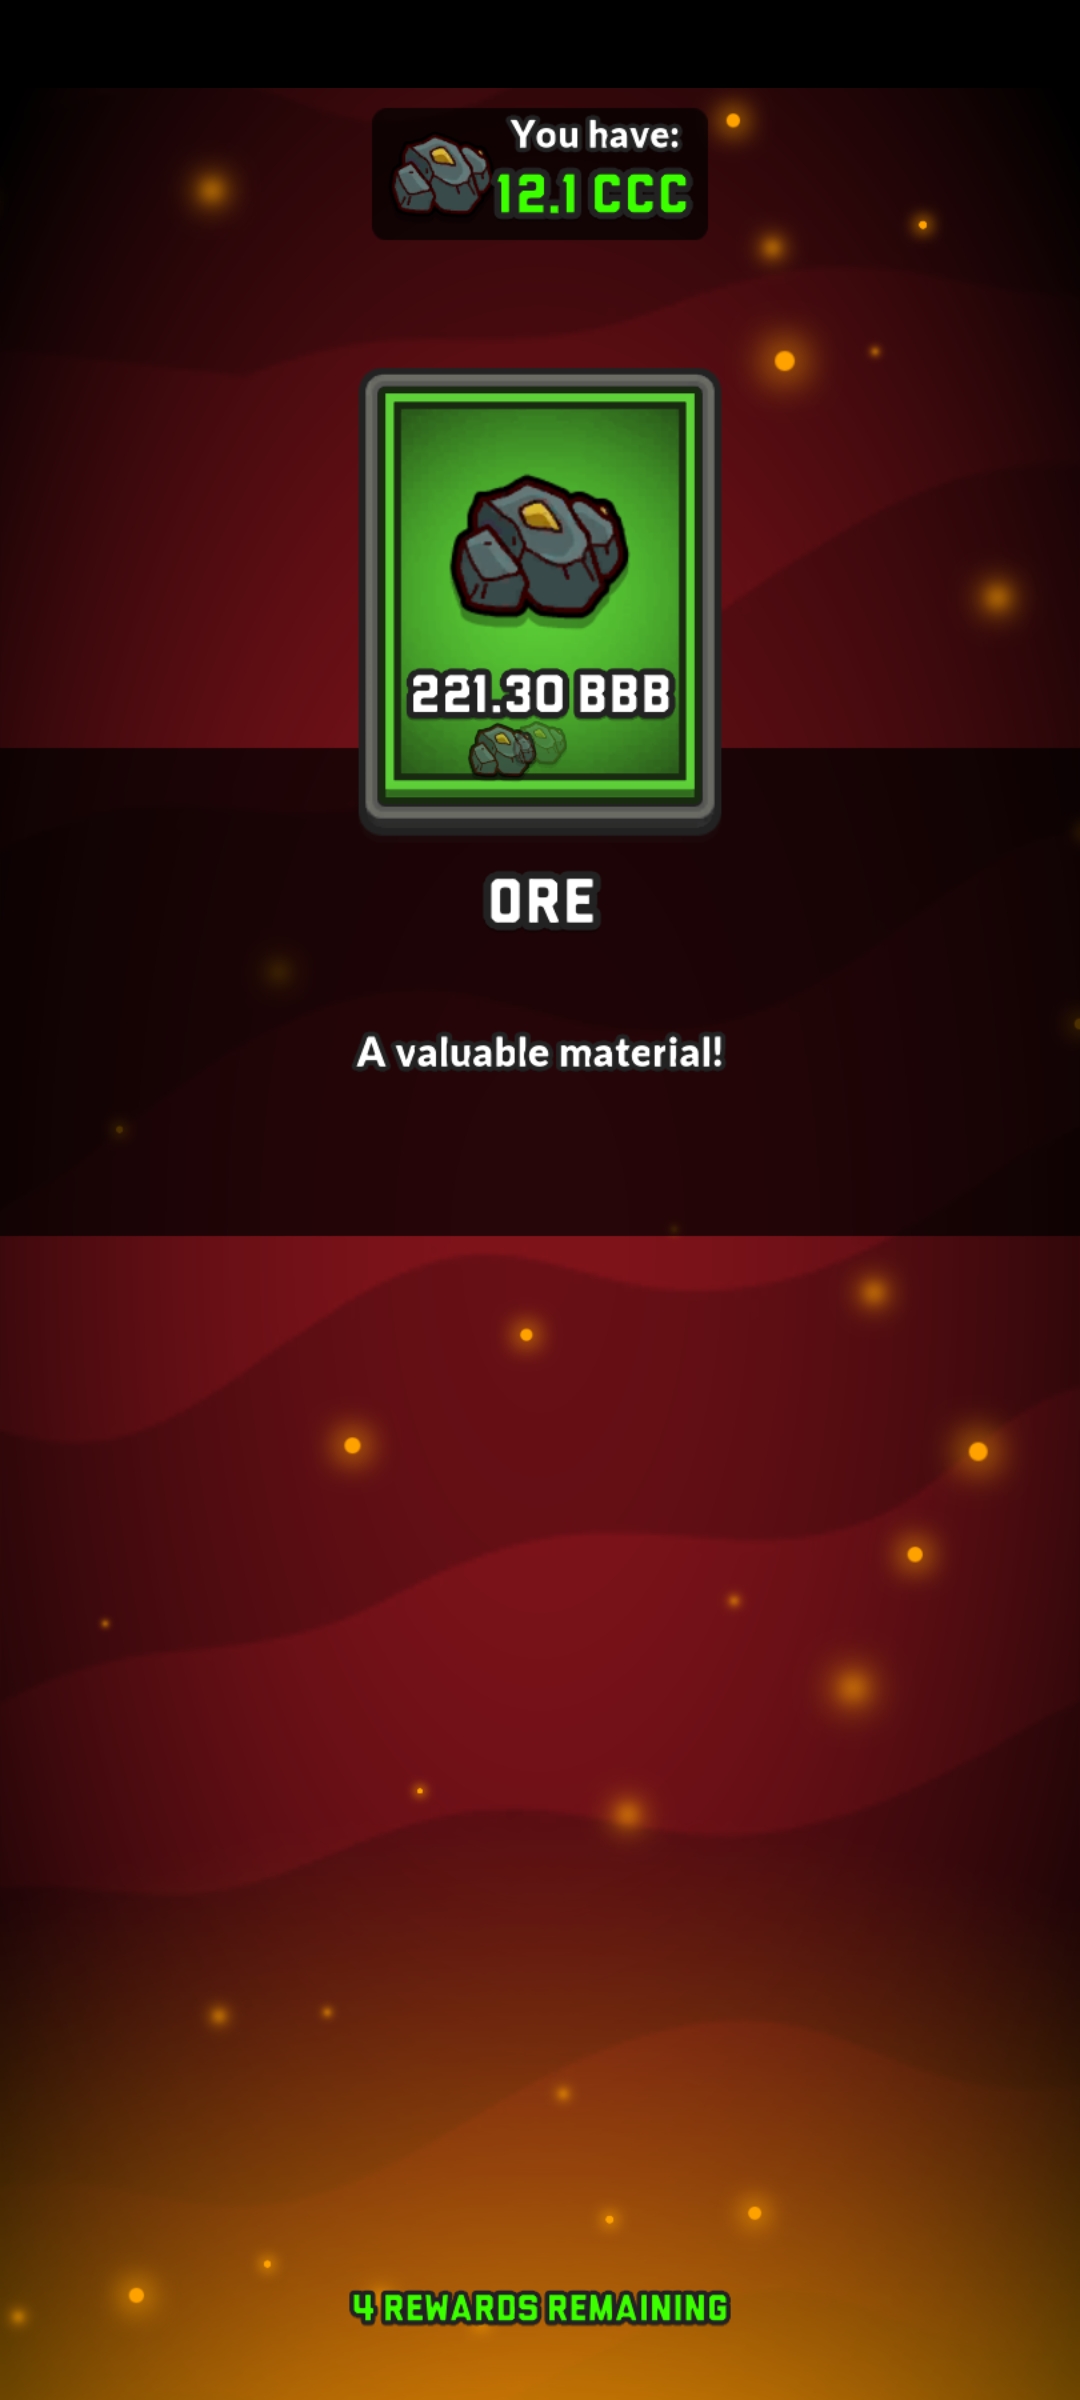 You have:
12.1 CCC
221.30 BBB
ORE
A valuable material!
4 REWARDS REMAINING